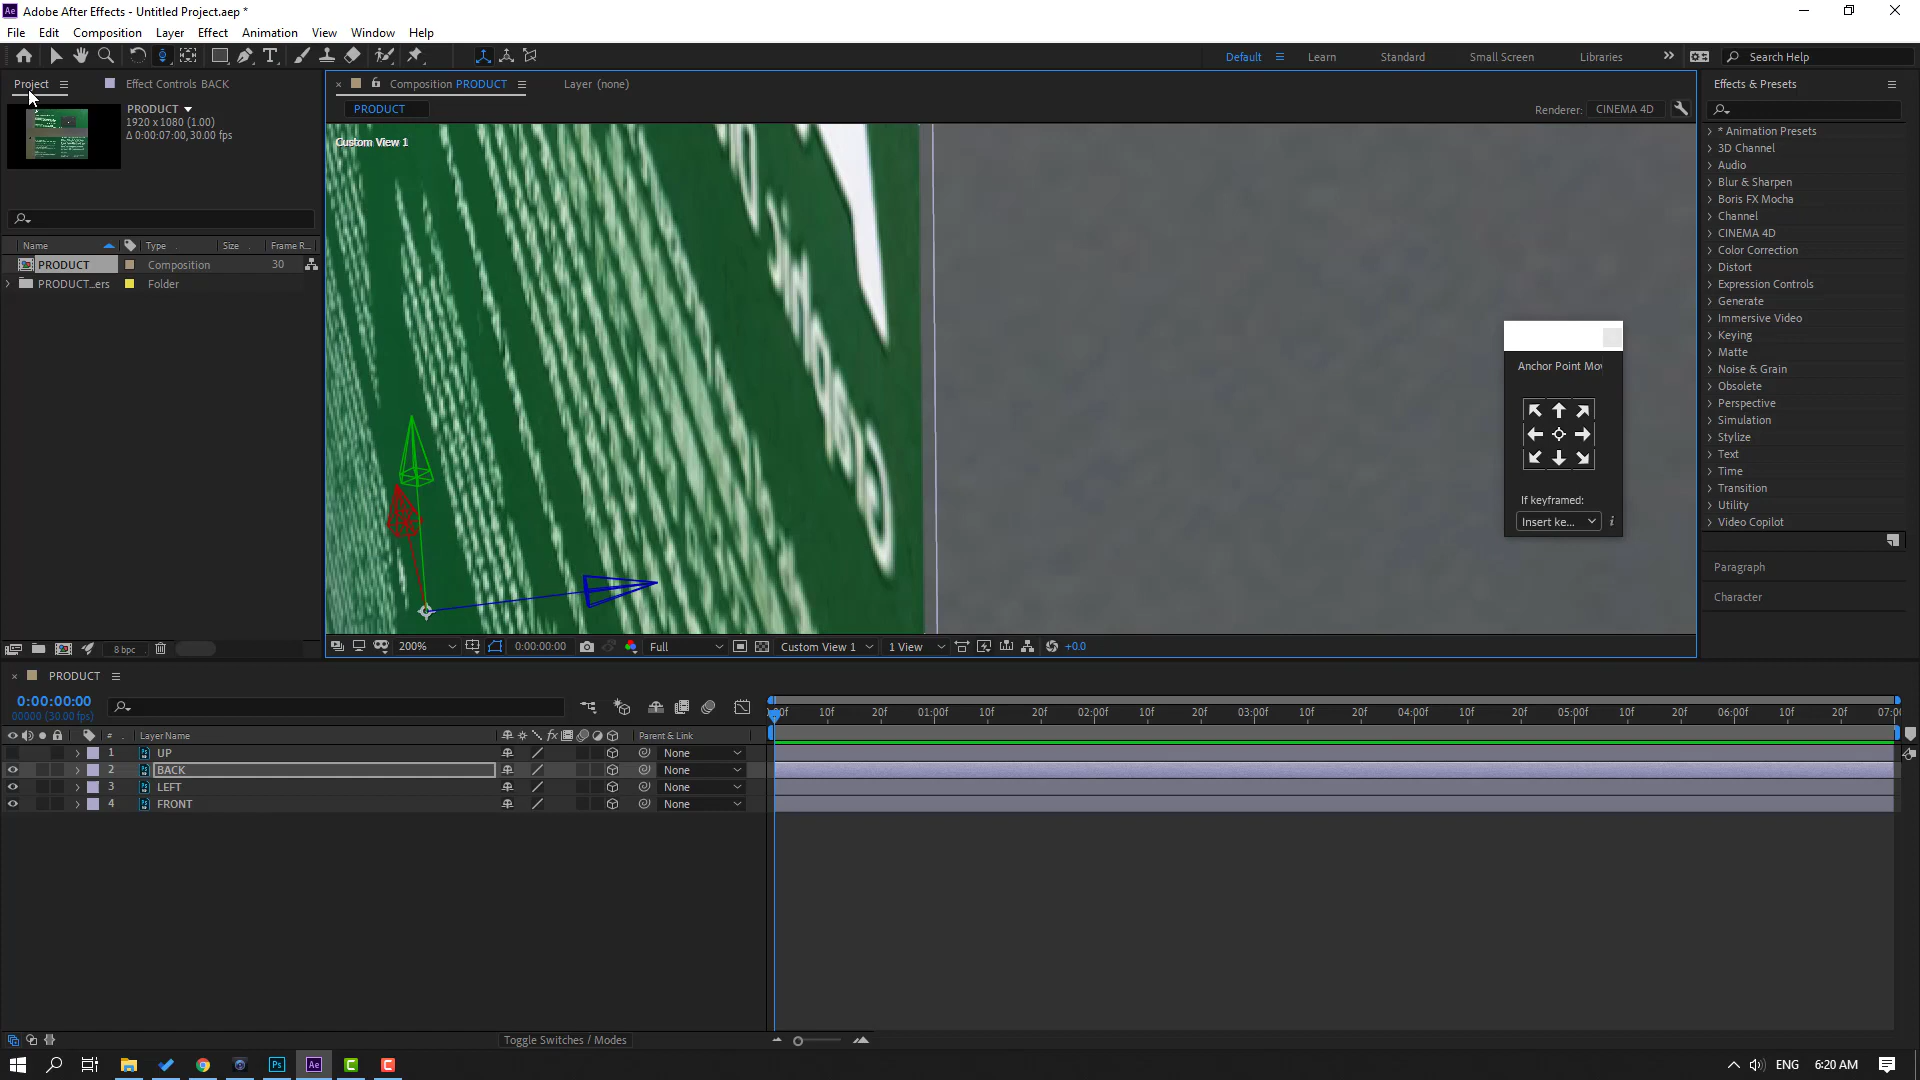 Adobe After Effects - Untitled Project.aep *
File Edit Composition Layer Effect Animation View Window Help
Default Learn Standard Small Screen Libraries Search Help
Project Effect Controls BACK
PRODUCT
1920 x 1080 (1.00)
Δ 0:00:07:00, 30.00 fps
Name Type Size Frame R...
PRODUCT Composition 30
PRODUCT...ers Folder
8 bpc
Composition PRODUCT Layer (none)
PRODUCT
Renderer: CINEMA 4D
Custom View 1
Anchor Point Mov
If keyframed:
Insert ke...
200% 0:00:00:00 Full Custom View 1 1 View +0.0
Effects & Presets
* Animation Presets
3D Channel
Audio
Blur & Sharpen
Boris FX Mocha
Channel
CINEMA 4D
Color Correction
Distort
Expression Controls
Generate
Immersive Video
Keying
Matte
Noise & Grain
Obsolete
Perspective
Simulation
Stylize
Text
Time
Transition
Utility
Video Copilot
Paragraph
Character
PRODUCT
0:00:00:00
00000 (30.00 fps)
:00f 10f 20f 01:00f 10f 20f 02:00f 10f 20f 03:00f 10f 20f 04:00f 10f 20f 05:00f 10f 20f 06:00f 10f 20f 07:00
# Layer Name Parent & Link
1 UP None
2 BACK None
3 LEFT None
4 FRONT None
Toggle Switches / Modes
ENG 6:20 AM